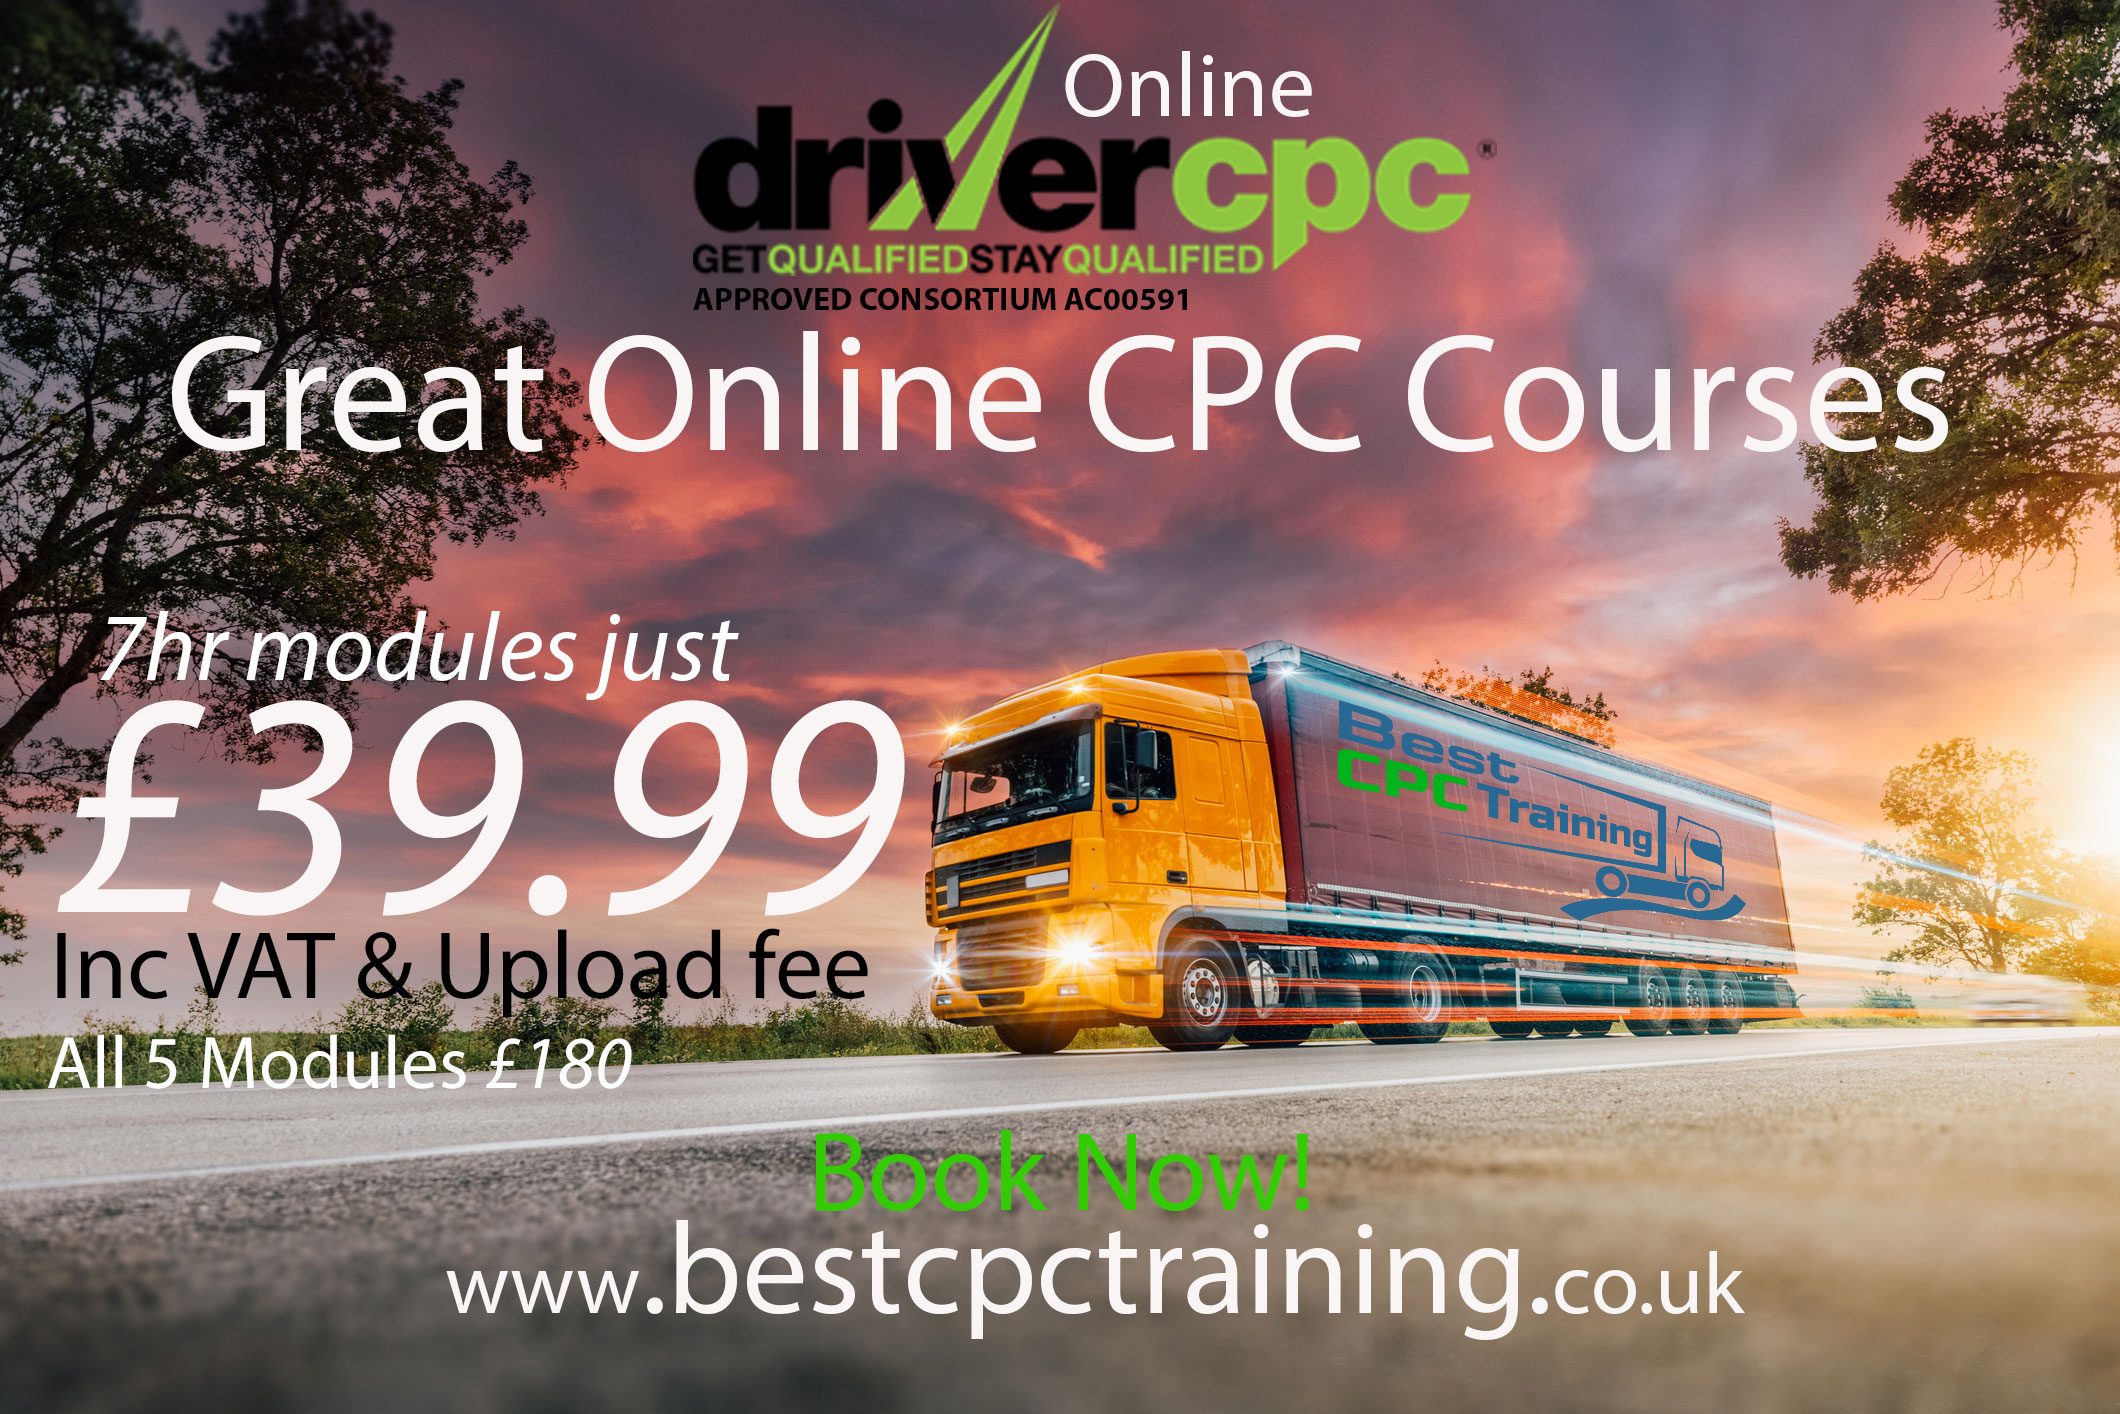 Online
drivercpc®
GETQUALIFIEDSTAYQUALIFIED
APPROVED CONSORTIUM AC00591
Great Online CPC Courses
7hr modules just
£39.99
Inc VAT & Upload fee
All 5 Modules £180
Best
CPC Training
Book Now!
www.bestcpctraining.co.uk